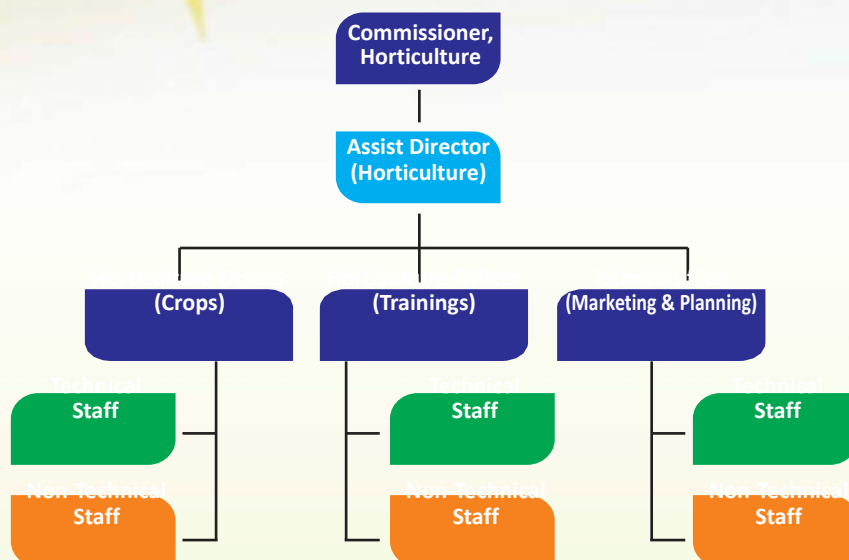 Commissioner,
Horticulture
Assist Director
(Horticulture)
(Crops)
(Trainings)
(Marketing & Planning)
Technical
Staff
Technical
Staff
Technical
Staff
Non-Technical
Staff
Non-Technical
Staff
Non-Technical
Staff